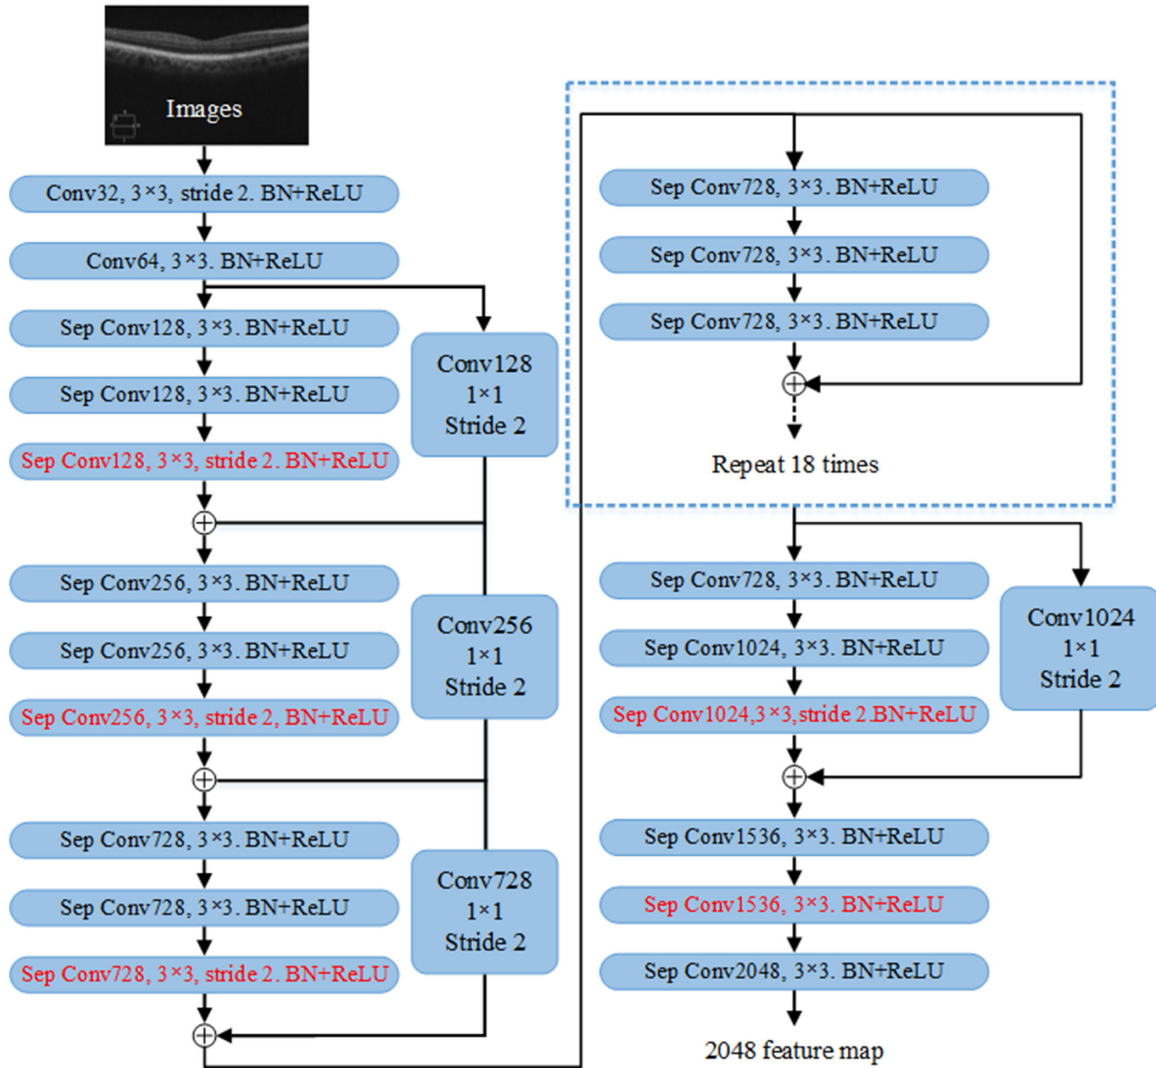 Images
Conv32, 3×3, stride 2. BN+ReLU
Conv64, 3×3. BN+ReLU
Sep Conv128, 3×3. BN+ReLU
Sep Conv128, 3×3. BN+ReLU
Sep Conv128, 3×3, stride 2. BN+ReLU
Conv128
1×1
Stride 2
Sep Conv256, 3×3. BN+ReLU
Sep Conv256, 3×3. BN+ReLU
Sep Conv256, 3×3, stride 2, BN+ReLU
Conv256
1×1
Stride 2
Sep Conv728, 3×3. BN+ReLU
Sep Conv728, 3×3. BN+ReLU
Sep Conv728, 3×3, stride 2. BN+ReLU
Conv728
1×1
Stride 2
Sep Conv728, 3×3. BN+ReLU
Sep Conv728, 3×3. BN+ReLU
Sep Conv728, 3×3. BN+ReLU
Repeat 18 times
Sep Conv728, 3×3. BN+ReLU
Sep Conv1024, 3×3. BN+ReLU
Sep Conv1024,3×3,stride 2.BN+ReLU
Conv1024
1×1
Stride 2
Sep Conv1536, 3×3. BN+ReLU
Sep Conv1536, 3×3. BN+ReLU
Sep Conv2048, 3×3. BN+ReLU
2048 feature map